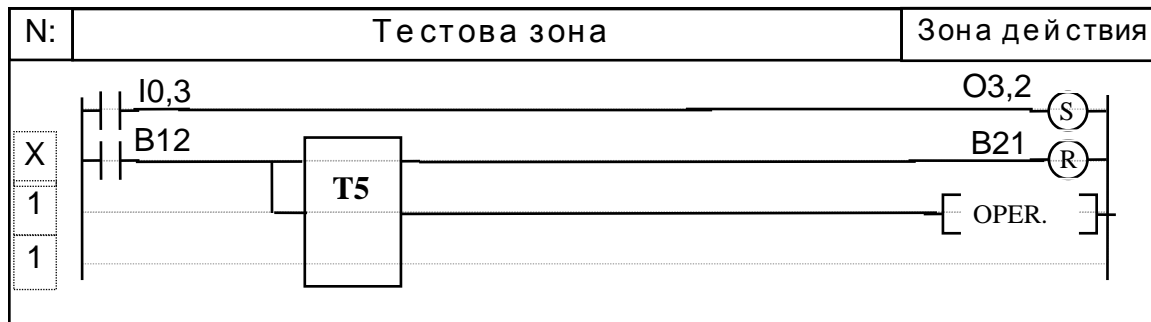 N: Тестова зона Зона действия
I0,3 O3,2
S
X B12 B21
T5 R
1 OPER.
1